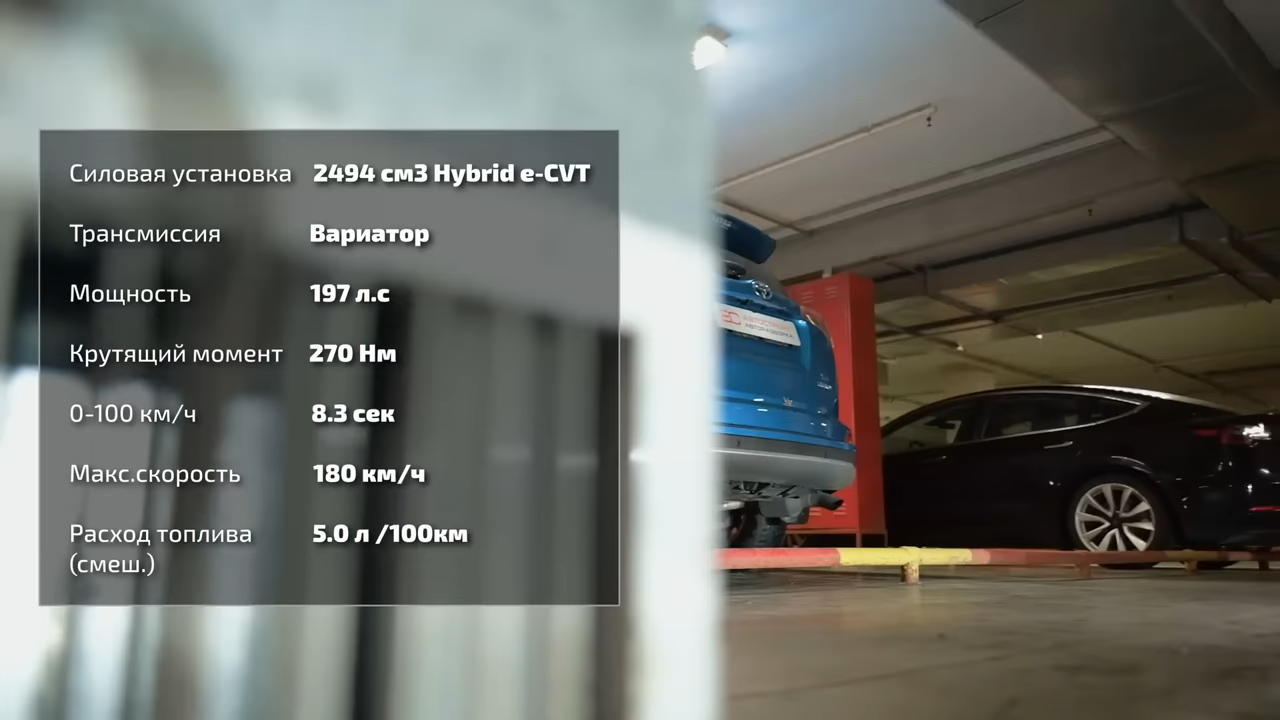 Силовая установка 2494 см3 Hybrid e-CVT
Трансмиссия Вариатор
Мощность 197 л.с
Крутящий момент 270 Нм
0-100 км/ч 8.3 сек
Макс.скорость 180 км/ч
Расход топлива 5.0 л /100км
(смеш.)